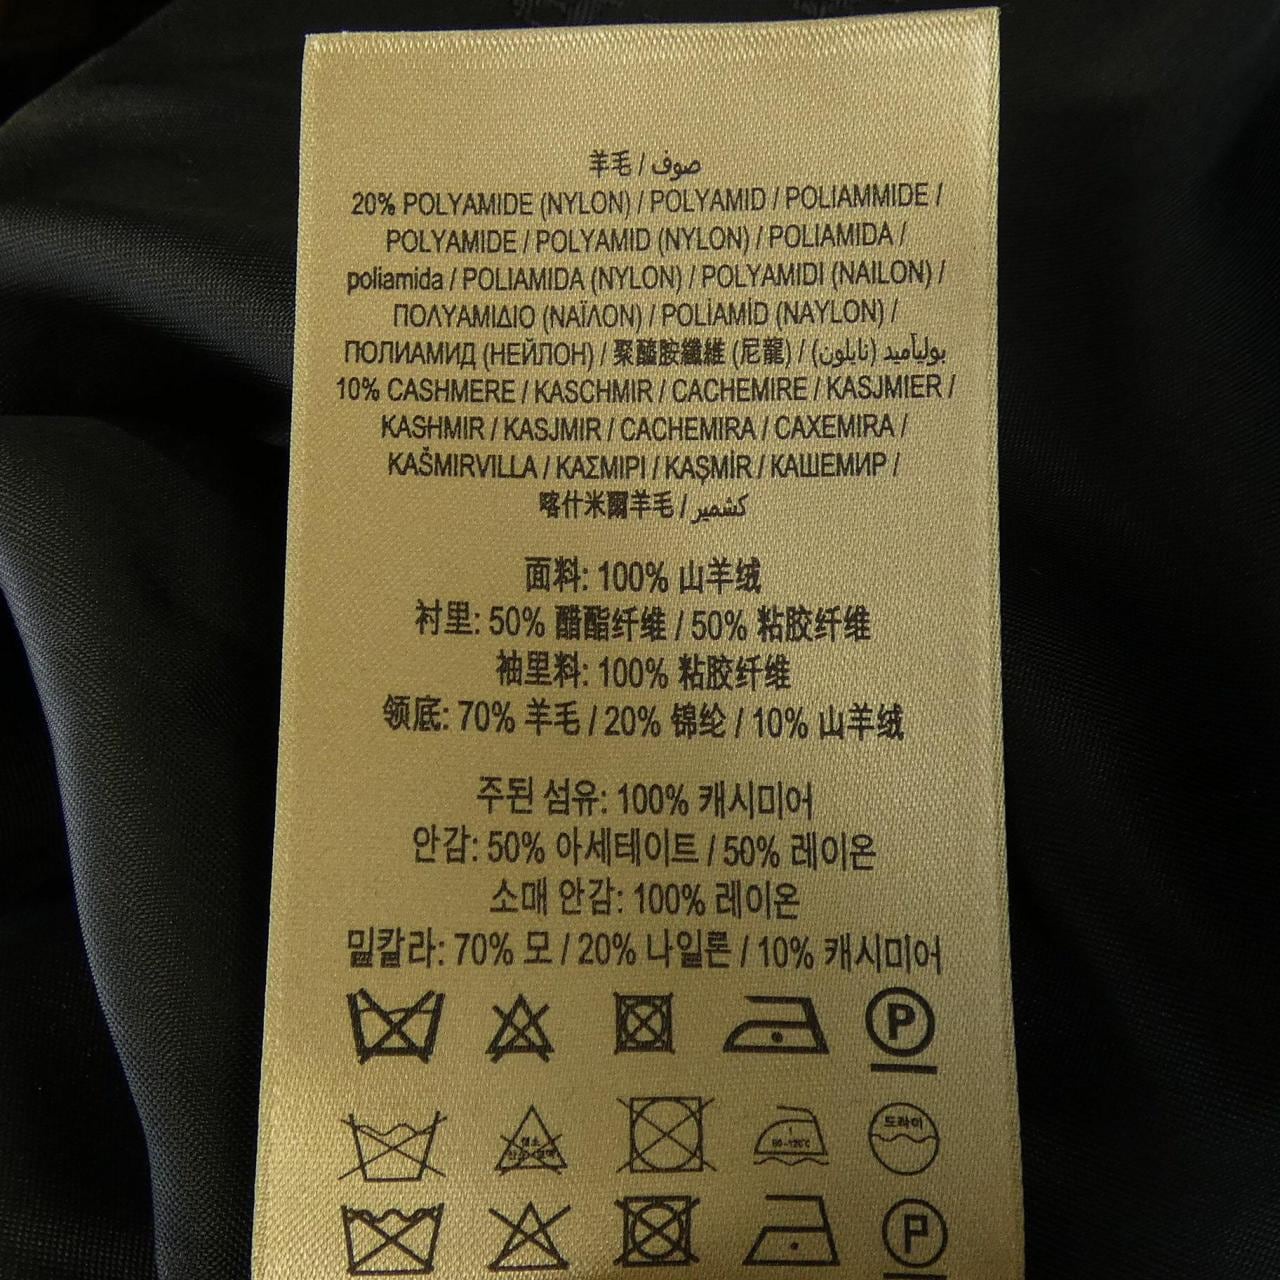 羊毛 / صوف
20% POLYAMIDE (NYLON) / POLYAMID / POLIAMMIDE /
POLYAMIDE / POLYAMID (NYLON) / POLIAMIDA /
poliamida / POLIAMIDA (NYLON) / POLYAMIDI (NAILON) /
ΠΟΛΥΑΜΙΔΙΟ (ΝΑΪΛΟΝ) / POLİAMİD (NAYLON) /
ПОЛИАМИД (НЕЙЛОН) / 聚醯胺纖維 (尼龍) / بولیآمید (نایلون)
10% CASHMERE / KASCHMIR / CACHEMIRE / KASJMIER /
KASHMIR / KASJMIR / CACHEMIRA / CAXEMIRA /
KAŠMIRVILLA / ΚΑΣΜΙΡΙ / KAŞMİR / КАШЕМИР /
喀什米爾羊毛 / کشمیر
面料: 100% 山羊绒
衬里: 50% 醋酯纤维 / 50% 粘胶纤维
袖里料: 100% 粘胶纤维
领底: 70% 羊毛 / 20% 锦纶 / 10% 山羊绒
주된 섬유: 100% 캐시미어
안감: 50% 아세테이트 / 50% 레이온
소매 안감: 100% 레이온
밑칼라: 70% 모 / 20% 나일론 / 10% 캐시미어
P
1
80~120℃
드라이
P